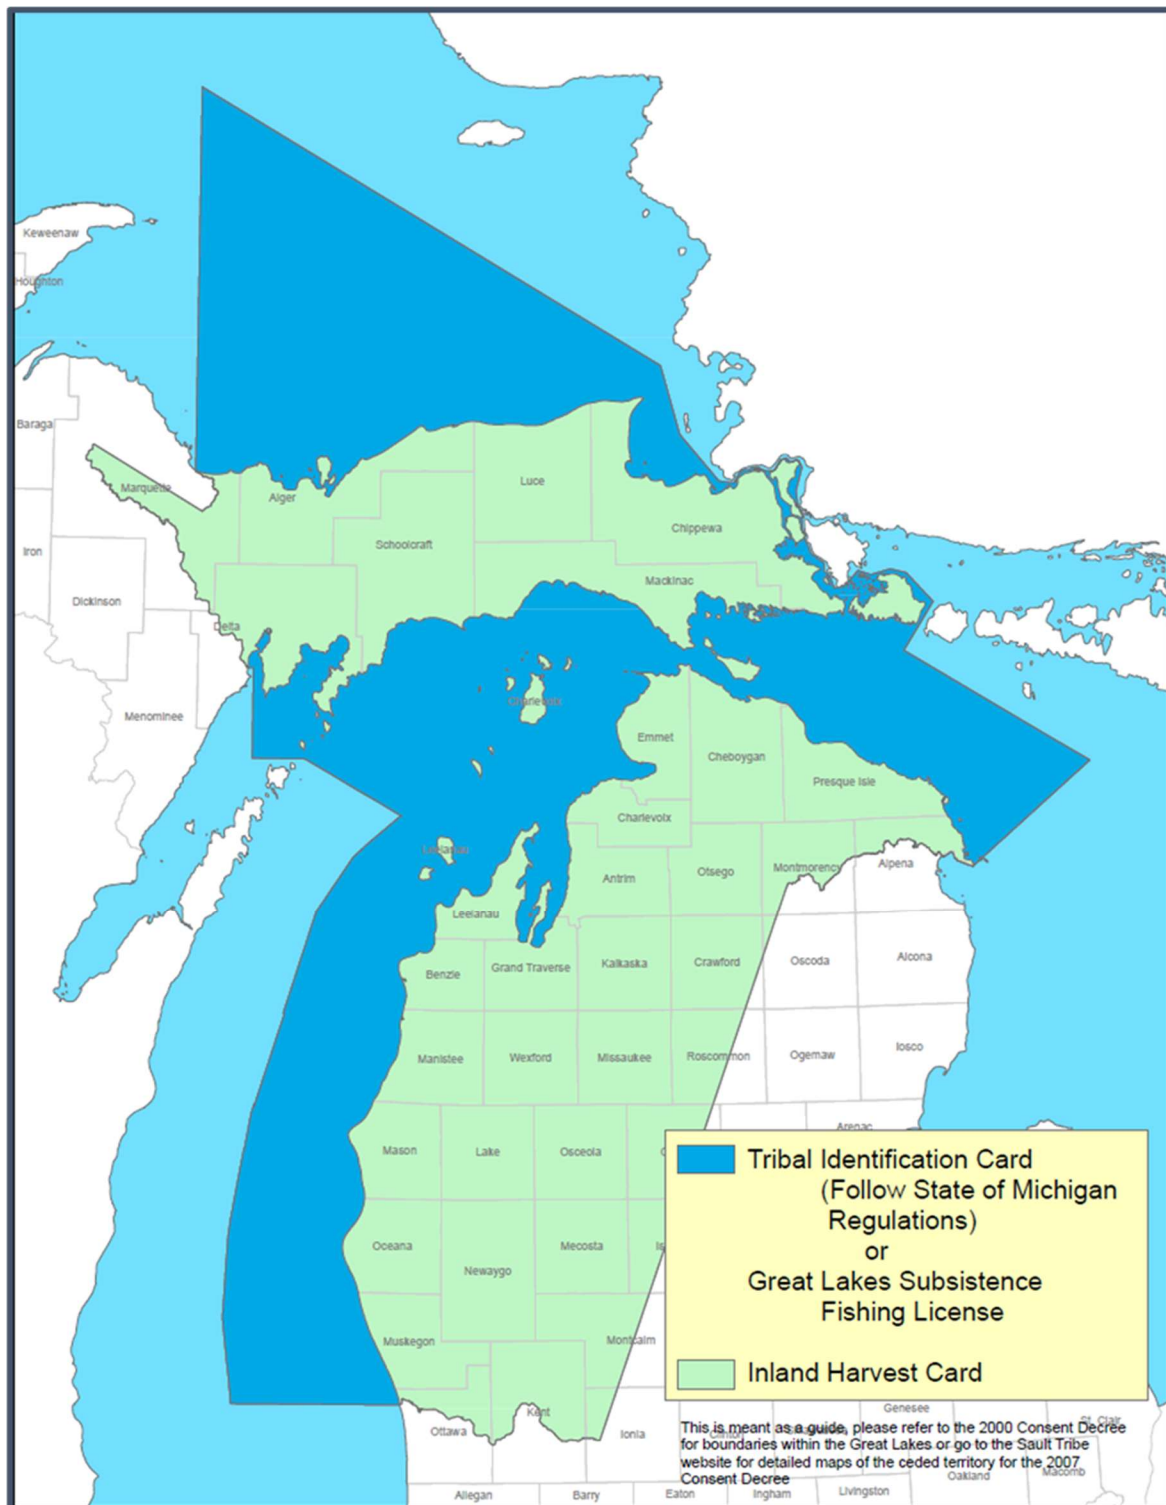 Keweenaw
Houghton
Baraga
Marquette
Alger
Luce
Chippewa
Schoolcraft
Iron
Mackinac
Dickinson
Delta
Menominee
Charlevoix
Emmet
Cheboygan
Presque Isle
Charlevoix
Leelanau
Antrim
Otsego
Montmorency
Alpena
Leelanau
Benzie
Grand Traverse
Kalkaska
Crawford
Oscoda
Alcona
Manistee
Wexford
Missaukee
Roscommon
Ogemaw
Iosco
Arenac
Mason
Lake
Osceola
Oceana
Mecosta
Newaygo
Muskegon
Montcalm
Tribal Identification Card
(Follow State of Michigan
Regulations)
or
Great Lakes Subsistence
Fishing License
Inland Harvest Card
Kent
Ottawa
Ionia
Clinton
Genesee
St. Clair
This is meant as a guide, please refer to the 2000 Consent Decree
for boundaries within the Great Lakes or go to the Sault Tribe
website for detailed maps of the ceded territory for the 2007
Consent Decree
Oakland
Macomb
Allegan
Barry
Eaton
Ingham
Livingston